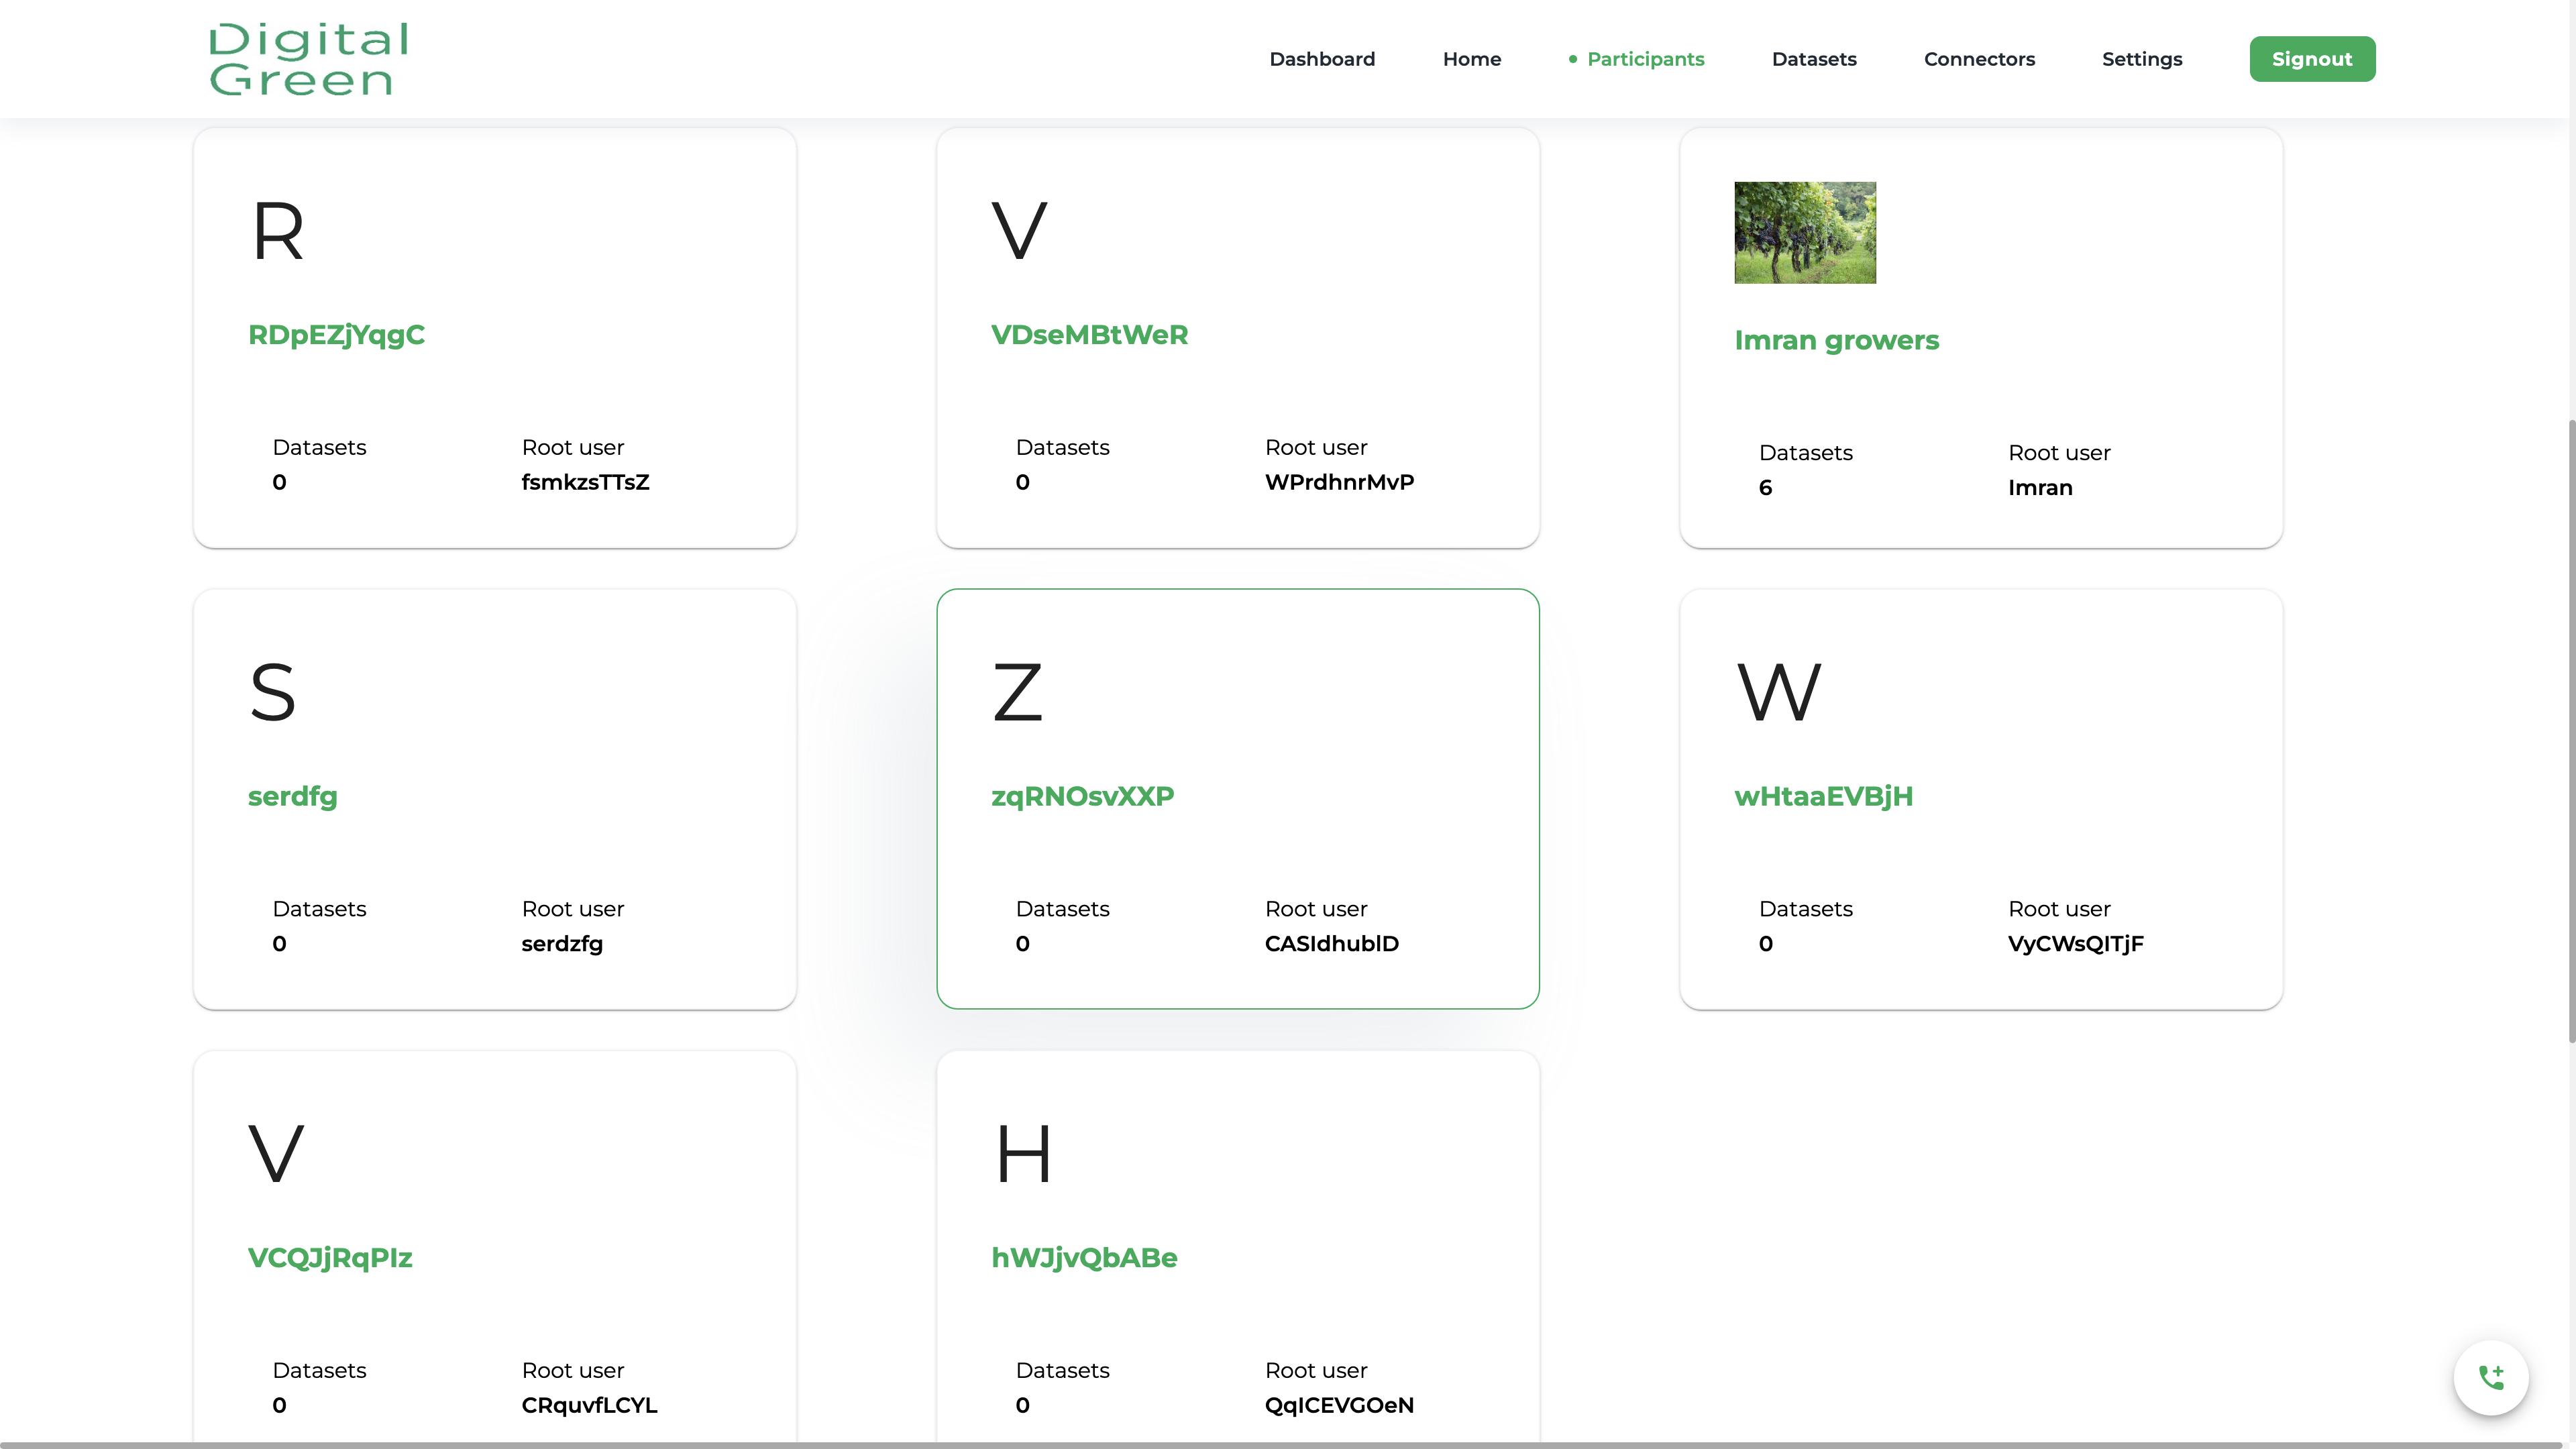 Digital
Green
Dashboard Home Participants Datasets Connectors Settings Signout
R V
RDpEZjYqgC VDseMBtWeR Imran growers
Datasets Root user Datasets Root user Datasets Root user
0 fsmkzsTTsZ 0 WPrdhnrMvP 6 Imran
S Z W
serdfg zqRNOsvXXP wHtaaEVBjH
Datasets Root user Datasets Root user Datasets Root user
0 serdzfg 0 CASIdhublD 0 VyCWsQITjF
V H
VCQJjRqPIz hWJjvQbABe
Datasets Root user Datasets Root user
0 CRquvfLCYL 0 QqICEVGOeN